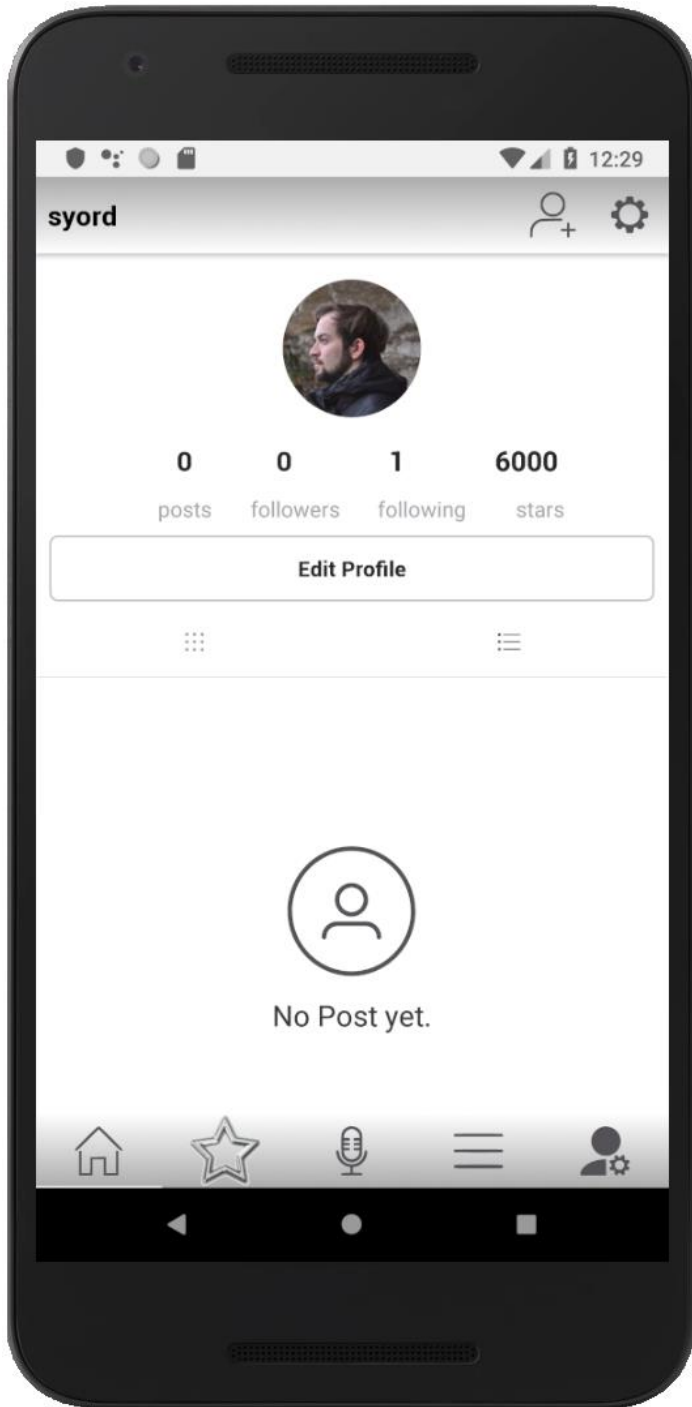 12:29
syord
0 0 1 6000
posts followers following stars
Edit Profile
No Post yet.